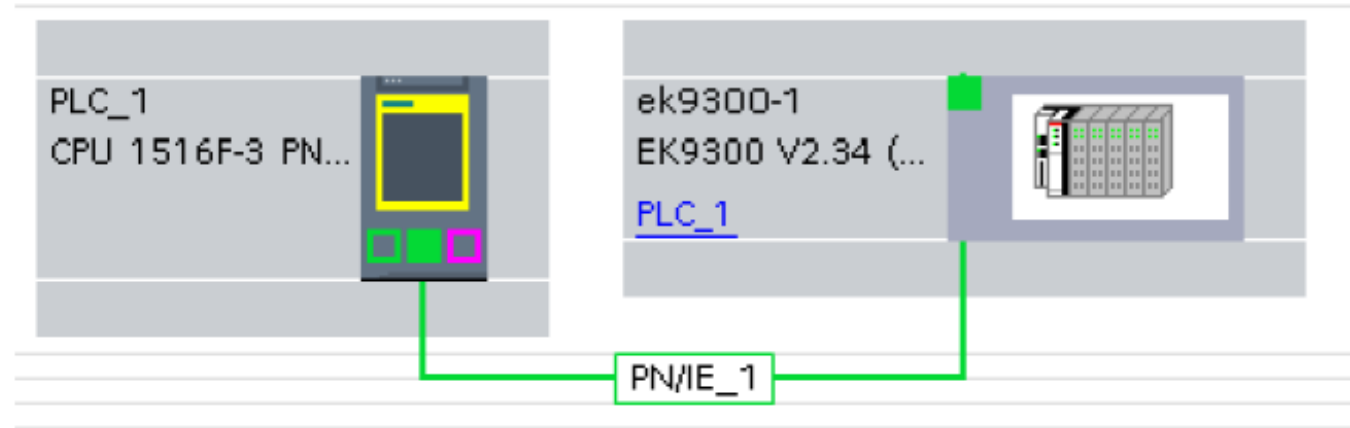 PLC_1
CPU 1516F-3 PN...
ek9300-1
EK9300 V2.34 (...
PLC_1
PN/IE_1